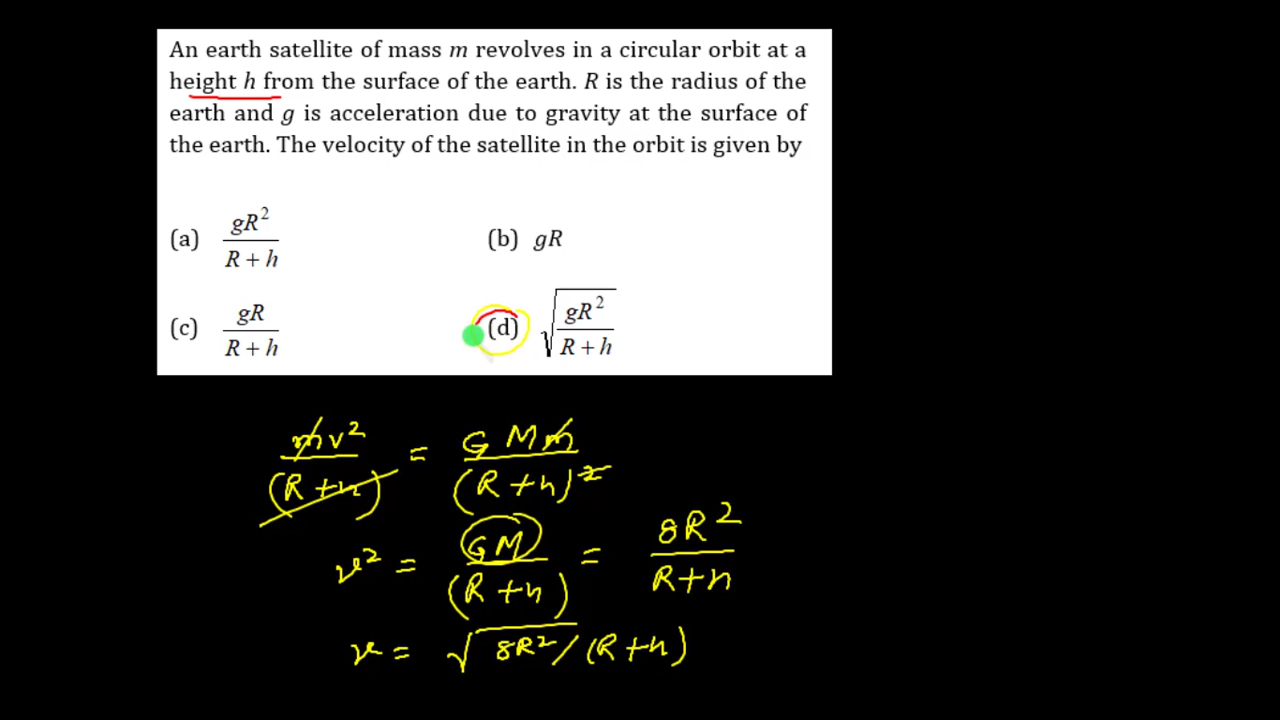 An earth satellite of mass m revolves in a circular orbit at a
height h from the surface of the earth. R is the radius of the
earth and g is acceleration due to gravity at the surface of
the earth. The velocity of the satellite in the orbit is given by
(a) gR²/(R + h) (b) gR
(c) gR/(R + h) (d) √(gR²/(R + h))
mv²/(R+h) = GMm/(R+h)²
v² = GM/(R+h) = gR²/(R+h)
v = √gR²/(R+h)